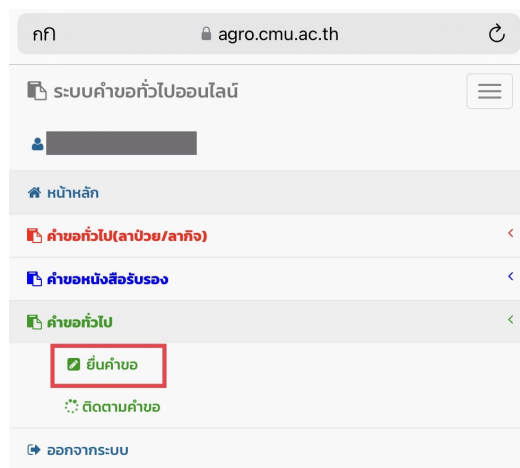 กก agro.cmu.ac.th
ระบบคำขอทั่วไปออนไลน์
หน้าหลัก
คำขอทั่วไป(ลาป่วย/ลากิจ)
คำขอหนังสือรับรอง
คำขอทั่วไป
ยื่นคำขอ
ติดตามคำขอ
ออกจากระบบ